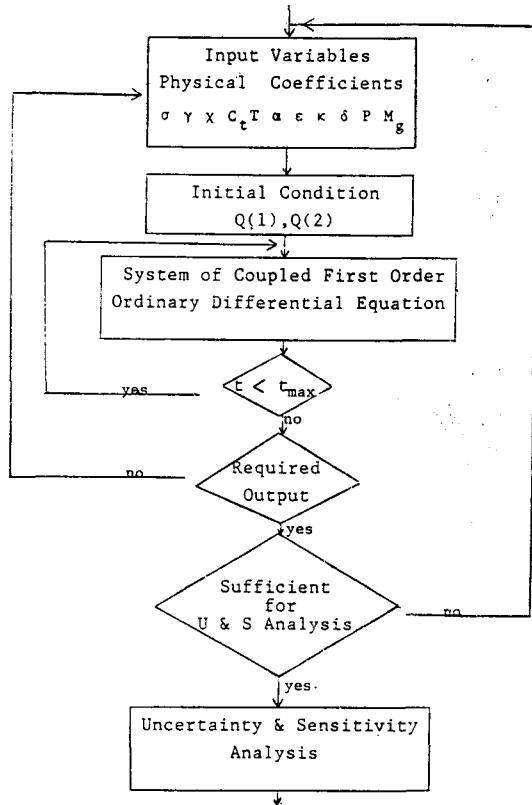 Input Variables
Physical Coefficients
σ γ χ C_t T α ε κ δ P M_g
Initial Condition
Q(1),Q(2)
System of Coupled First Order
Ordinary Differential Equation
t < t_max
yes
no
Required
Output
no
yes
Sufficient
for
U & S Analysis
no
yes.
Uncertainty & Sensitivity
Analysis